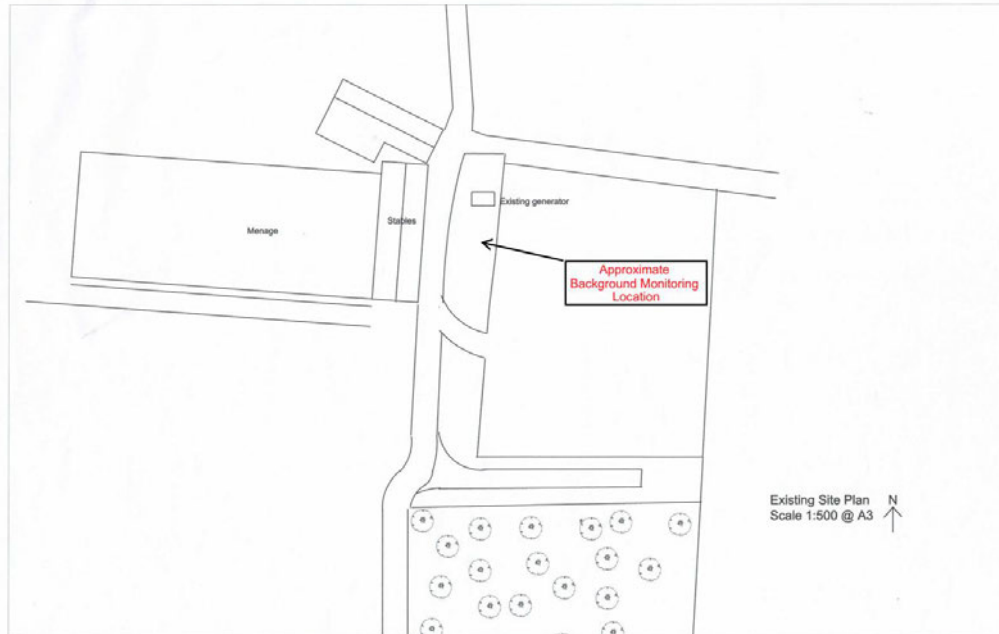 Existing generator
Stables
Menage
Approximate
Background Monitoring
Location
Existing Site Plan
Scale 1:500 @ A3
N